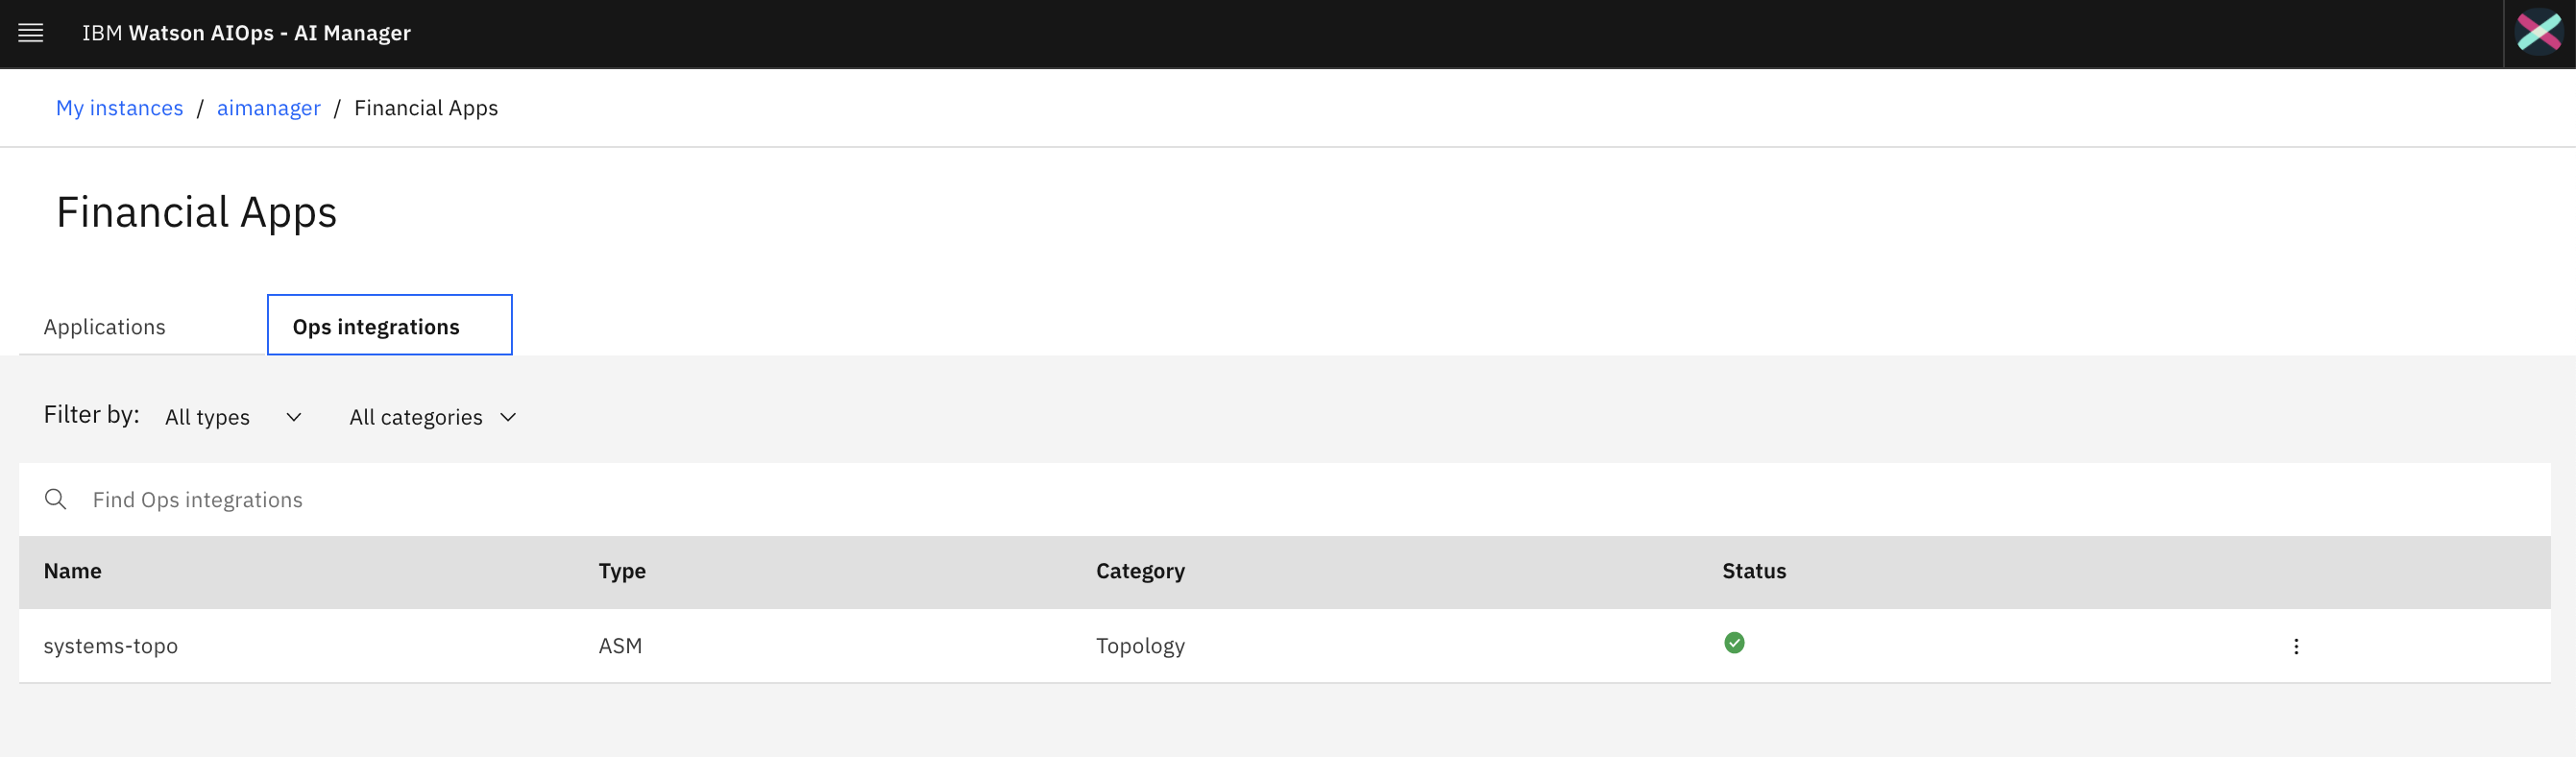 IBM Watson AIOps - AI Manager
My instances / aimanager / Financial Apps
Financial Apps
Applications Ops integrations
Filter by: All types All categories
Find Ops integrations
Name Type Category Status
systems-topo ASM Topology